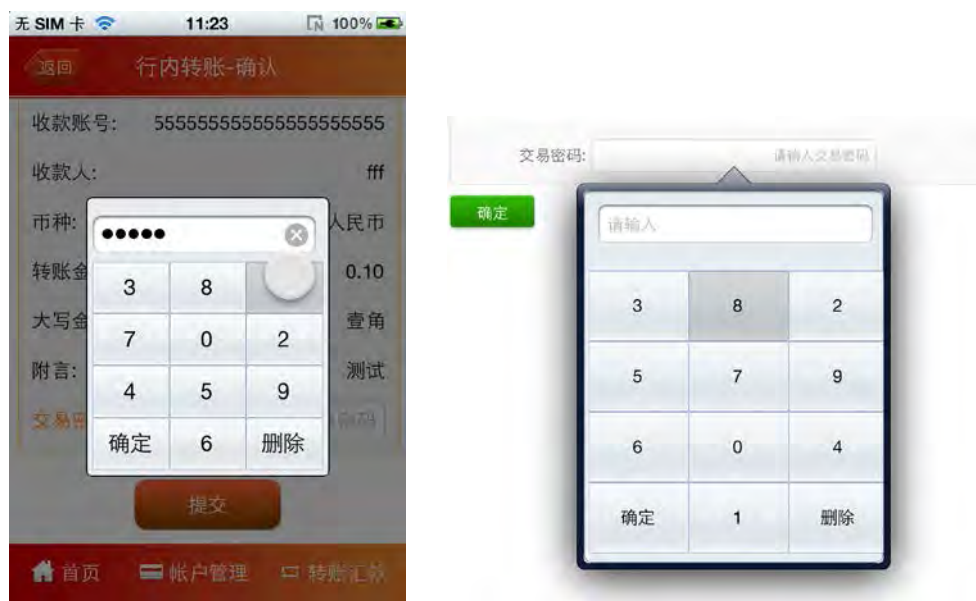 无 SIM 卡 11:23 100%
返回 行内转账-确认
收款账号: 55555555555555555555
收款人: fff
币种: 人民币
转账金 0.10
大写金 壹角
附言: 测试
交易密
●●●●●
3 8
7 0 2
4 5 9
确定 6 删除
提交
首页 帐户管理 转账汇款
交易密码: 请输入交易密码
确定
请输入
3 8 2
5 7 9
6 0 4
确定 1 删除